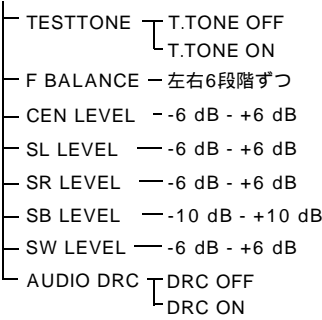 TESTTONE T.TONE OFF
T.TONE ON
F BALANCE 左右6段階ずつ
CEN LEVEL -6 dB - +6 dB
SL LEVEL -6 dB - +6 dB
SR LEVEL -6 dB - +6 dB
SB LEVEL -10 dB - +10 dB
SW LEVEL -6 dB - +6 dB
AUDIO DRC DRC OFF
DRC ON